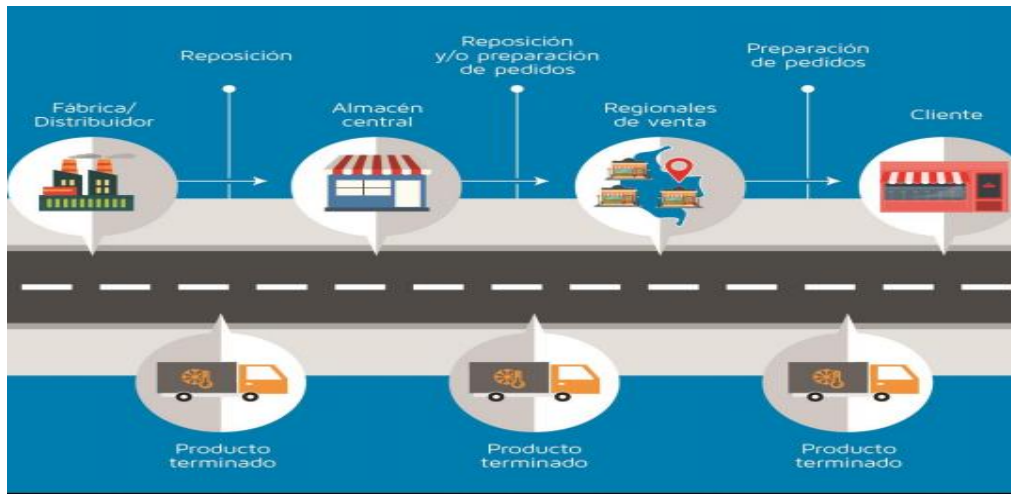 Reposición
Reposición
y/o preparación
de pedidos
Preparación
de pedidos
Fábrica/
Distribuidor
Almacén
central
Regionales
de venta
Cliente
Producto
terminado
Producto
terminado
Producto
terminado